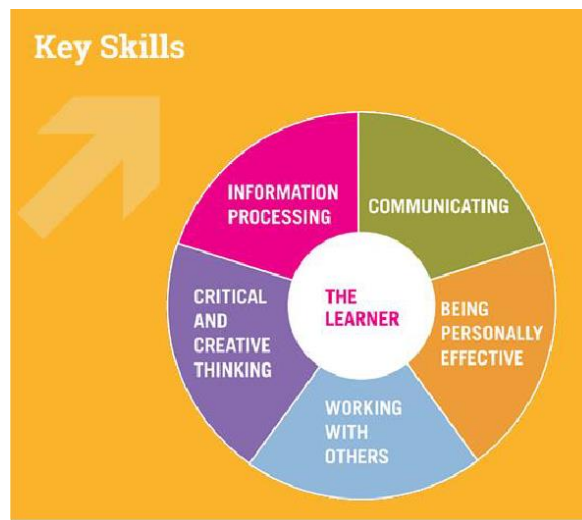 Key Skills
INFORMATION
PROCESSING
COMMUNICATING
CRITICAL
AND
CREATIVE
THINKING
THE
LEARNER
BEING
PERSONALLY
EFFECTIVE
WORKING
WITH
OTHERS